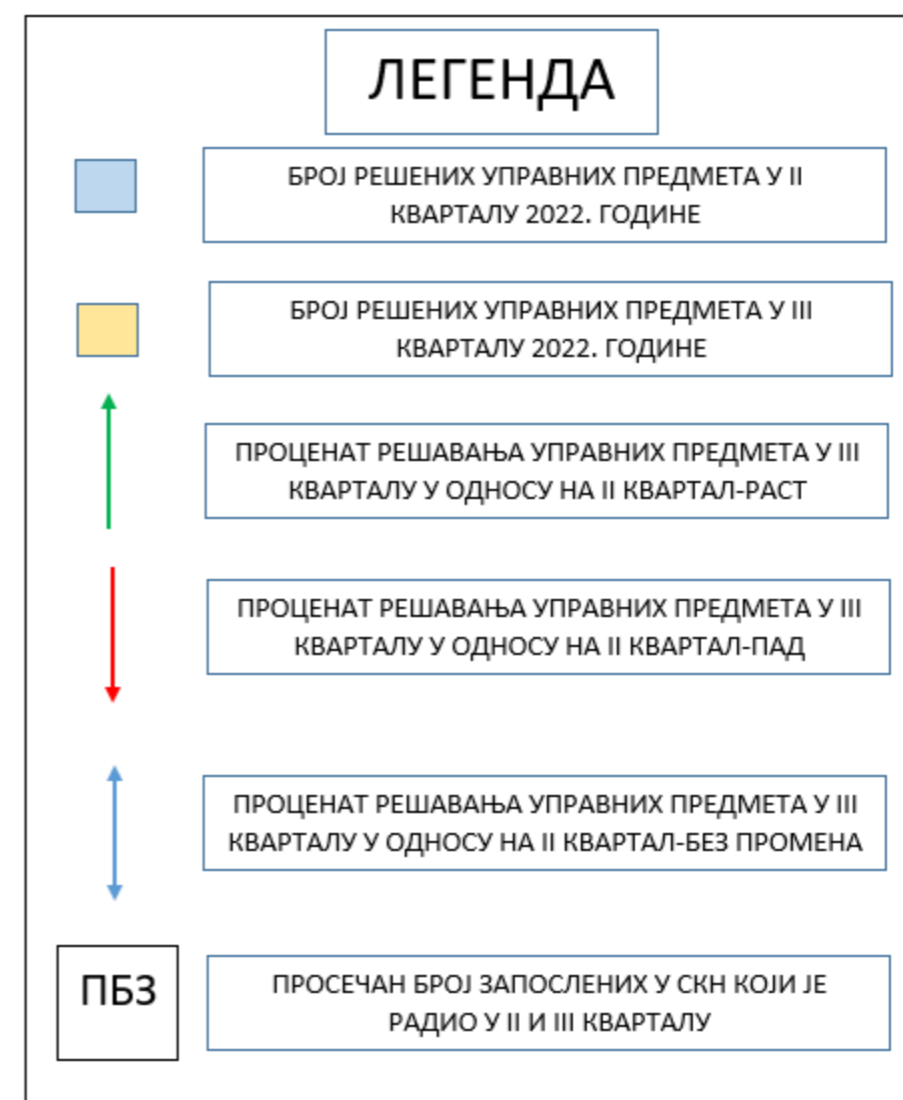 ЛЕГЕНДА
БРОЈ РЕШЕНИХ УПРАВНИХ ПРЕДМЕТА У II
КВАРТАЛУ 2022. ГОДИНЕ
БРОЈ РЕШЕНИХ УПРАВНИХ ПРЕДМЕТА У III
КВАРТАЛУ 2022. ГОДИНЕ
ПРОЦЕНАТ РЕШАВАЊА УПРАВНИХ ПРЕДМЕТА У III
КВАРТАЛУ У ОДНОСУ НА II КВАРТАЛ-РАСТ
ПРОЦЕНАТ РЕШАВАЊА УПРАВНИХ ПРЕДМЕТА У III
КВАРТАЛУ У ОДНОСУ НА II КВАРТАЛ-ПАД
ПРОЦЕНАТ РЕШАВАЊА УПРАВНИХ ПРЕДМЕТА У III
КВАРТАЛУ У ОДНОСУ НА II КВАРТАЛ-БЕЗ ПРОМЕНА
ПБЗ
ПРОСЕЧАН БРОЈ ЗАПОСЛЕНИХ У СКН КОЈИ ЈЕ
РАДИО У II И III КВАРТАЛУ